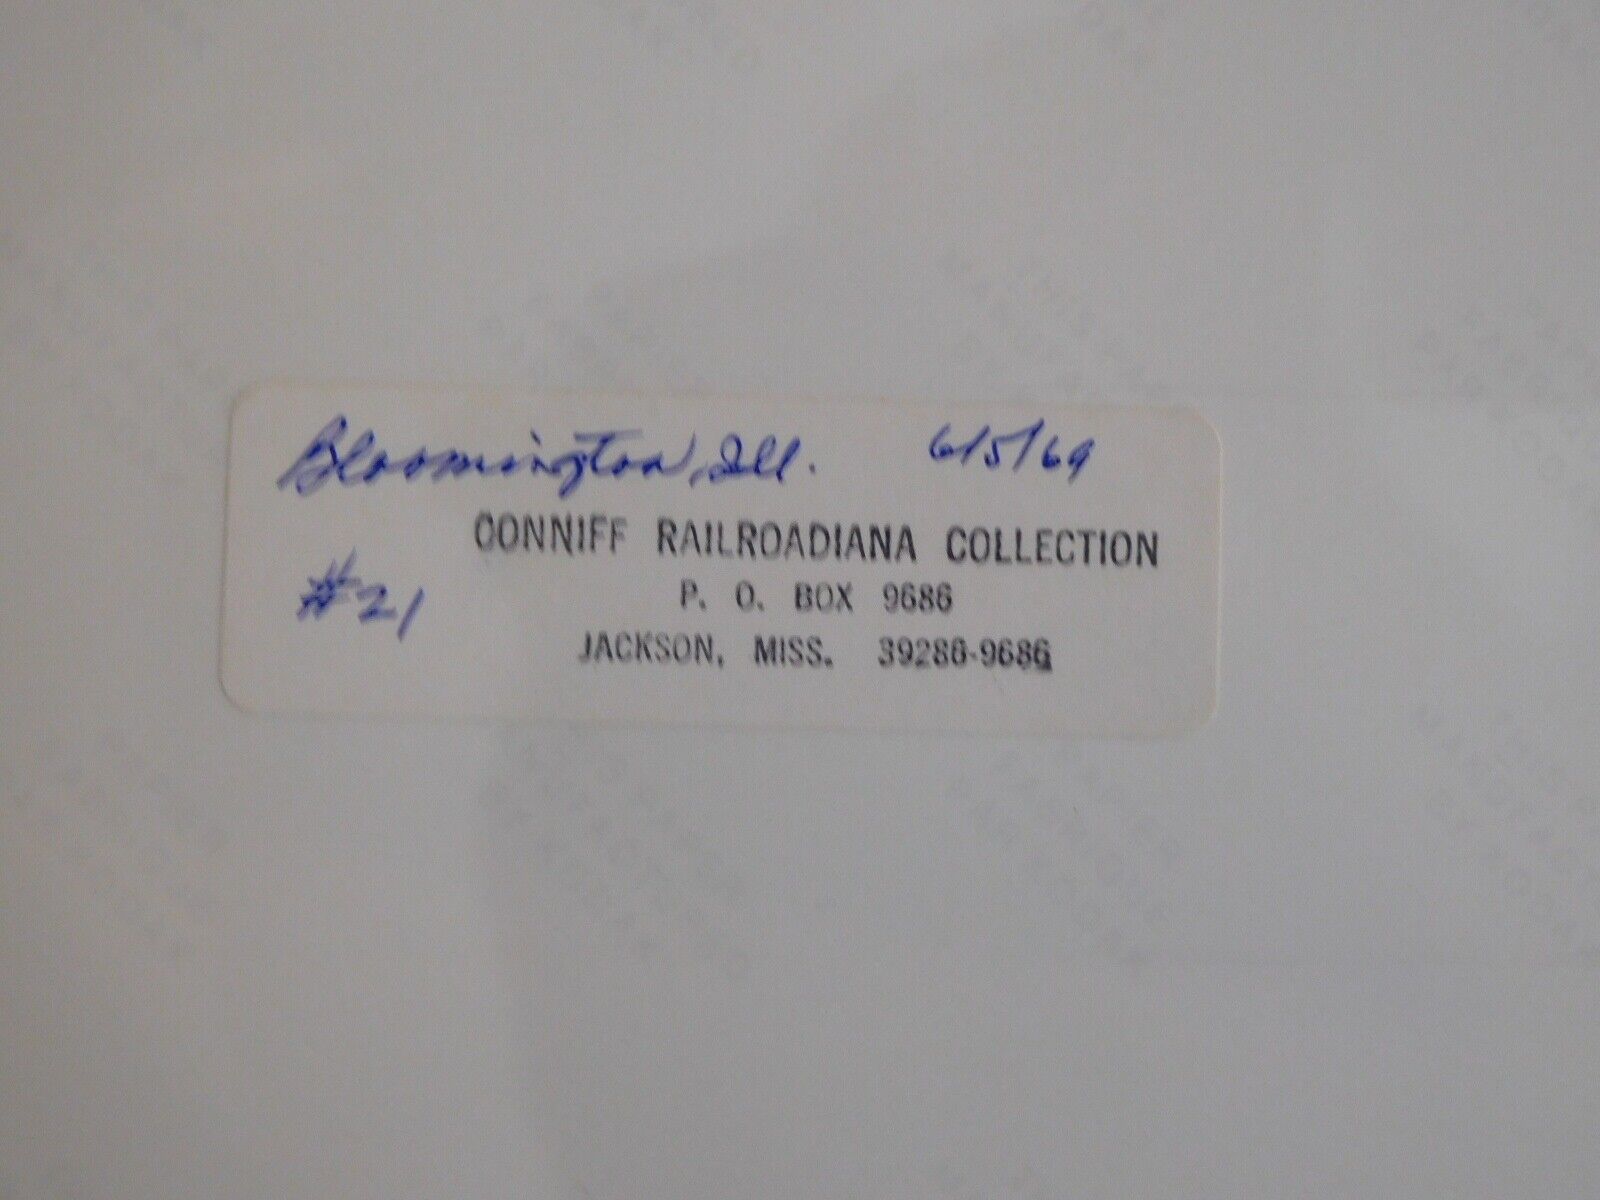 Bloomington, Ill. 6/5/69
CONNIFF RAILROADIANA COLLECTION
#21
P. O. BOX 9686
JACKSON, MISS. 39286-9686